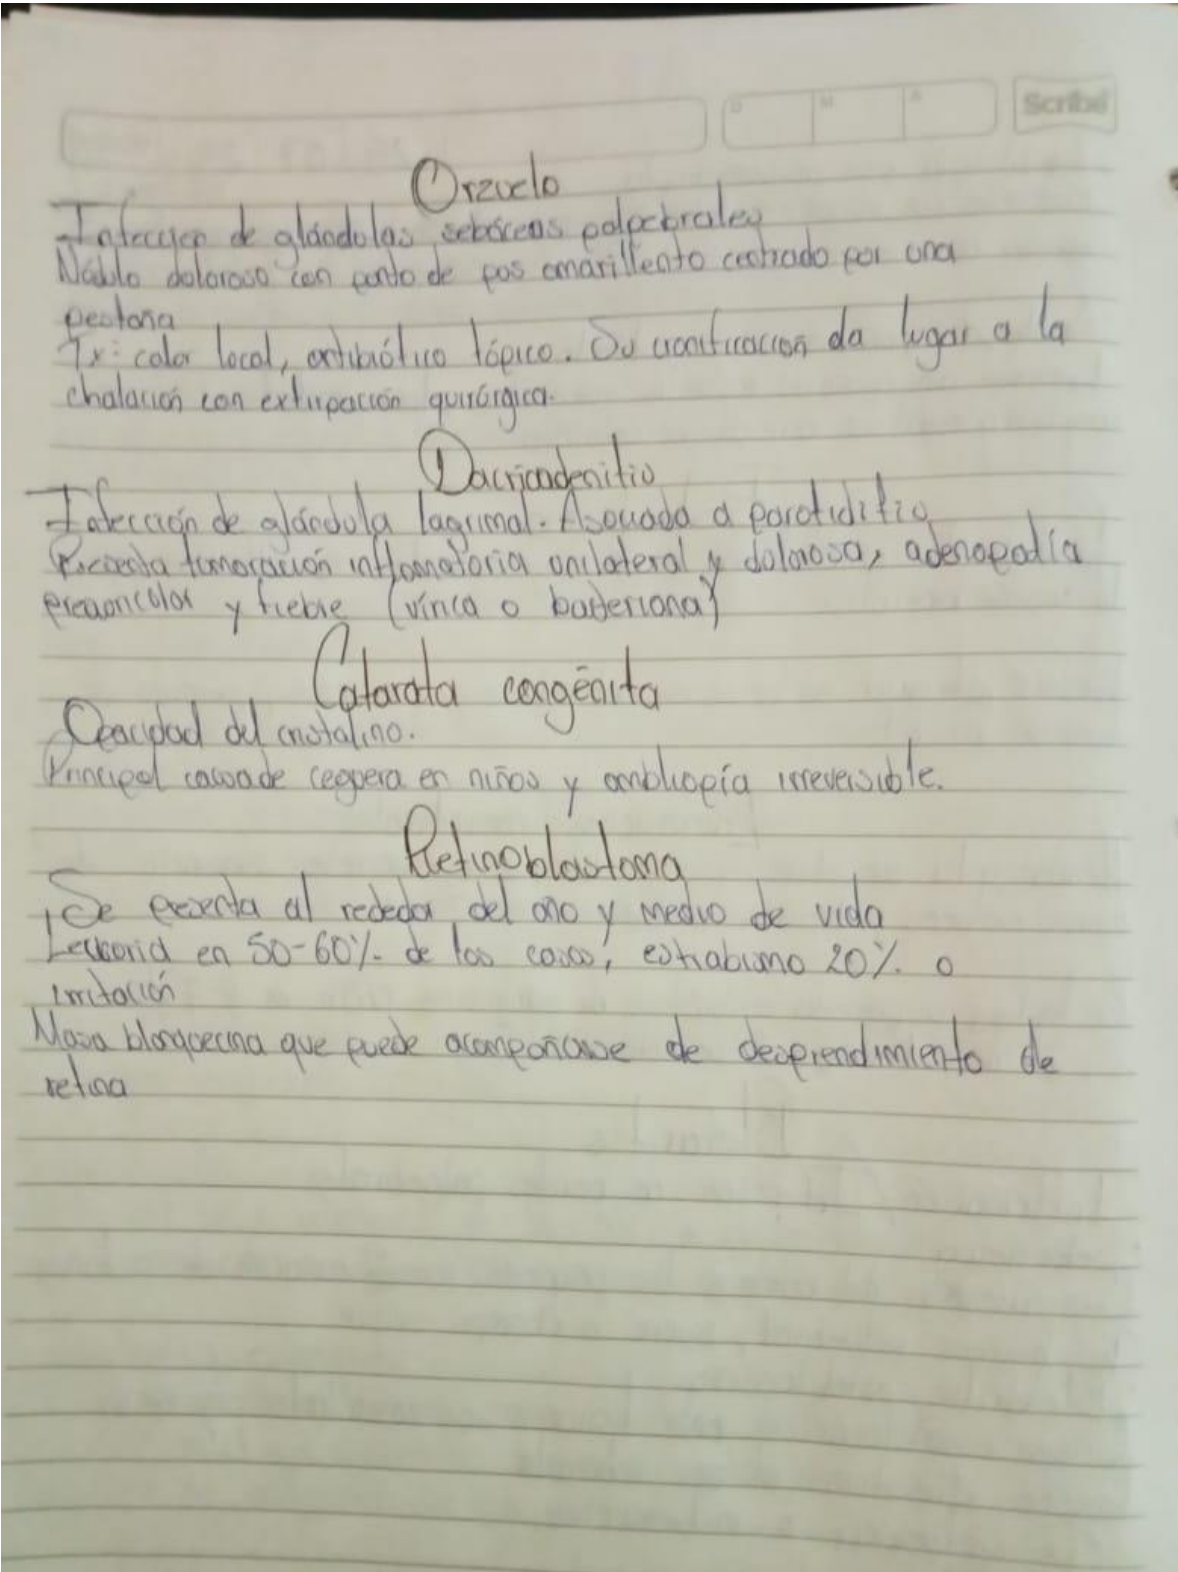 Scribe
D M A
Orzuelo
Infeccion de glándulas sebáceas palpebrales
Nódulo doloroso con punto de pus amarillento centrado por una
pestaña
Tx: calor local, antibiótico tópico. Su cronificacion da lugar a la
chalación con extirpación quirúrgica.
Dacrioadenitis
Infección de glándula lagrimal. Asociada a parotiditis
Presenta tumoración inflamatoria unilateral y dolorosa, adenopatía
preauricular y fiebre (vírica o bacteriana)
Catarata congénita
Opacidad del cristalino.
Principal causa de ceguera en niños y ambliopía irreversible.
Retinoblastoma
Se presenta al rededor del año y medio de vida
Leucoria en 50-60% de los casos, estrabismo 20% o
irritación
Masa blanquecina que puede acompañarse de desprendimiento de
retina